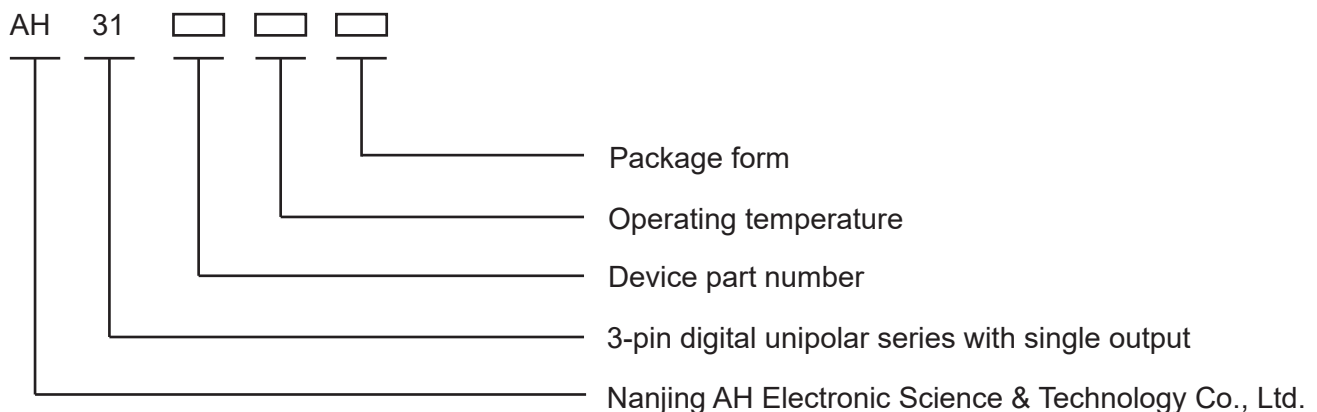 AH 31
Package form
Operating temperature
Device part number
3-pin digital unipolar series with single output
Nanjing AH Electronic Science & Technology Co., Ltd.